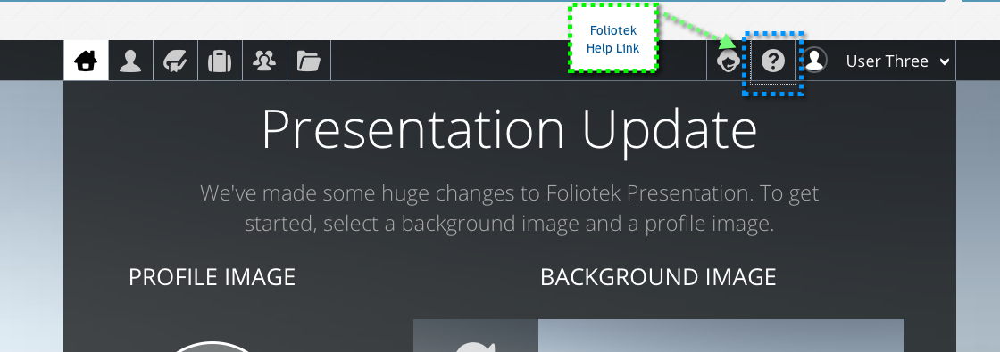 Foliotek
Help Link
User Three
Presentation Update
We've made some huge changes to Foliotek Presentation. To get
started, select a background image and a profile image.
PROFILE IMAGE
BACKGROUND IMAGE